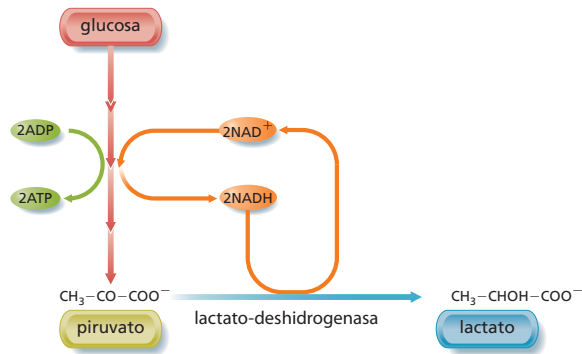 glucosa
2ADP
2NAD⁺
2ATP
2NADH
CH₃–CO–COO⁻
CH₃–CHOH–COO⁻
piruvato
lactato-deshidrogenasa
lactato